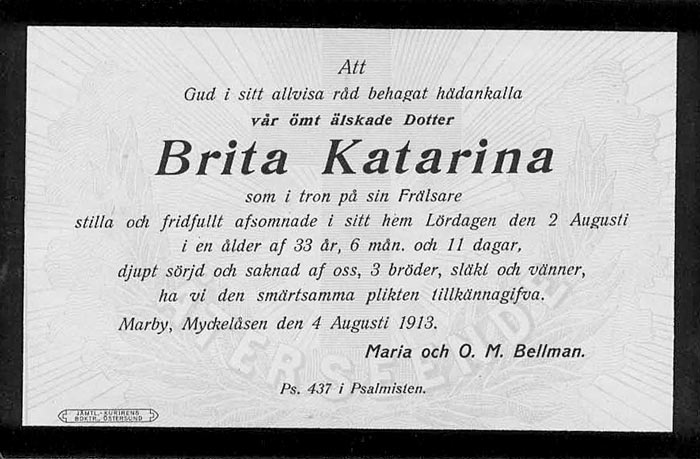 Att
Gud i sitt allvisa råd behagat hädankalla
vår ömt älskade Dotter
Brita Katarina
som i tron på sin Frälsare
stilla och fridfullt afsomnade i sitt hem Lördagen den 2 Augusti
i en ålder af 33 år, 6 mån. och 11 dagar,
djupt sörjd och saknad af oss, 3 bröder, släkt och vänner,
ha vi den smärtsamma plikten tillkännagifva.
Marby, Myckelåsen den 4 Augusti 1913.
Maria och O. M. Bellman.
Ps. 437 i Psalmisten.
ÅTERSEENDE
JÄMTL.-KURIRENS
BOKTR., ÖSTERSUND